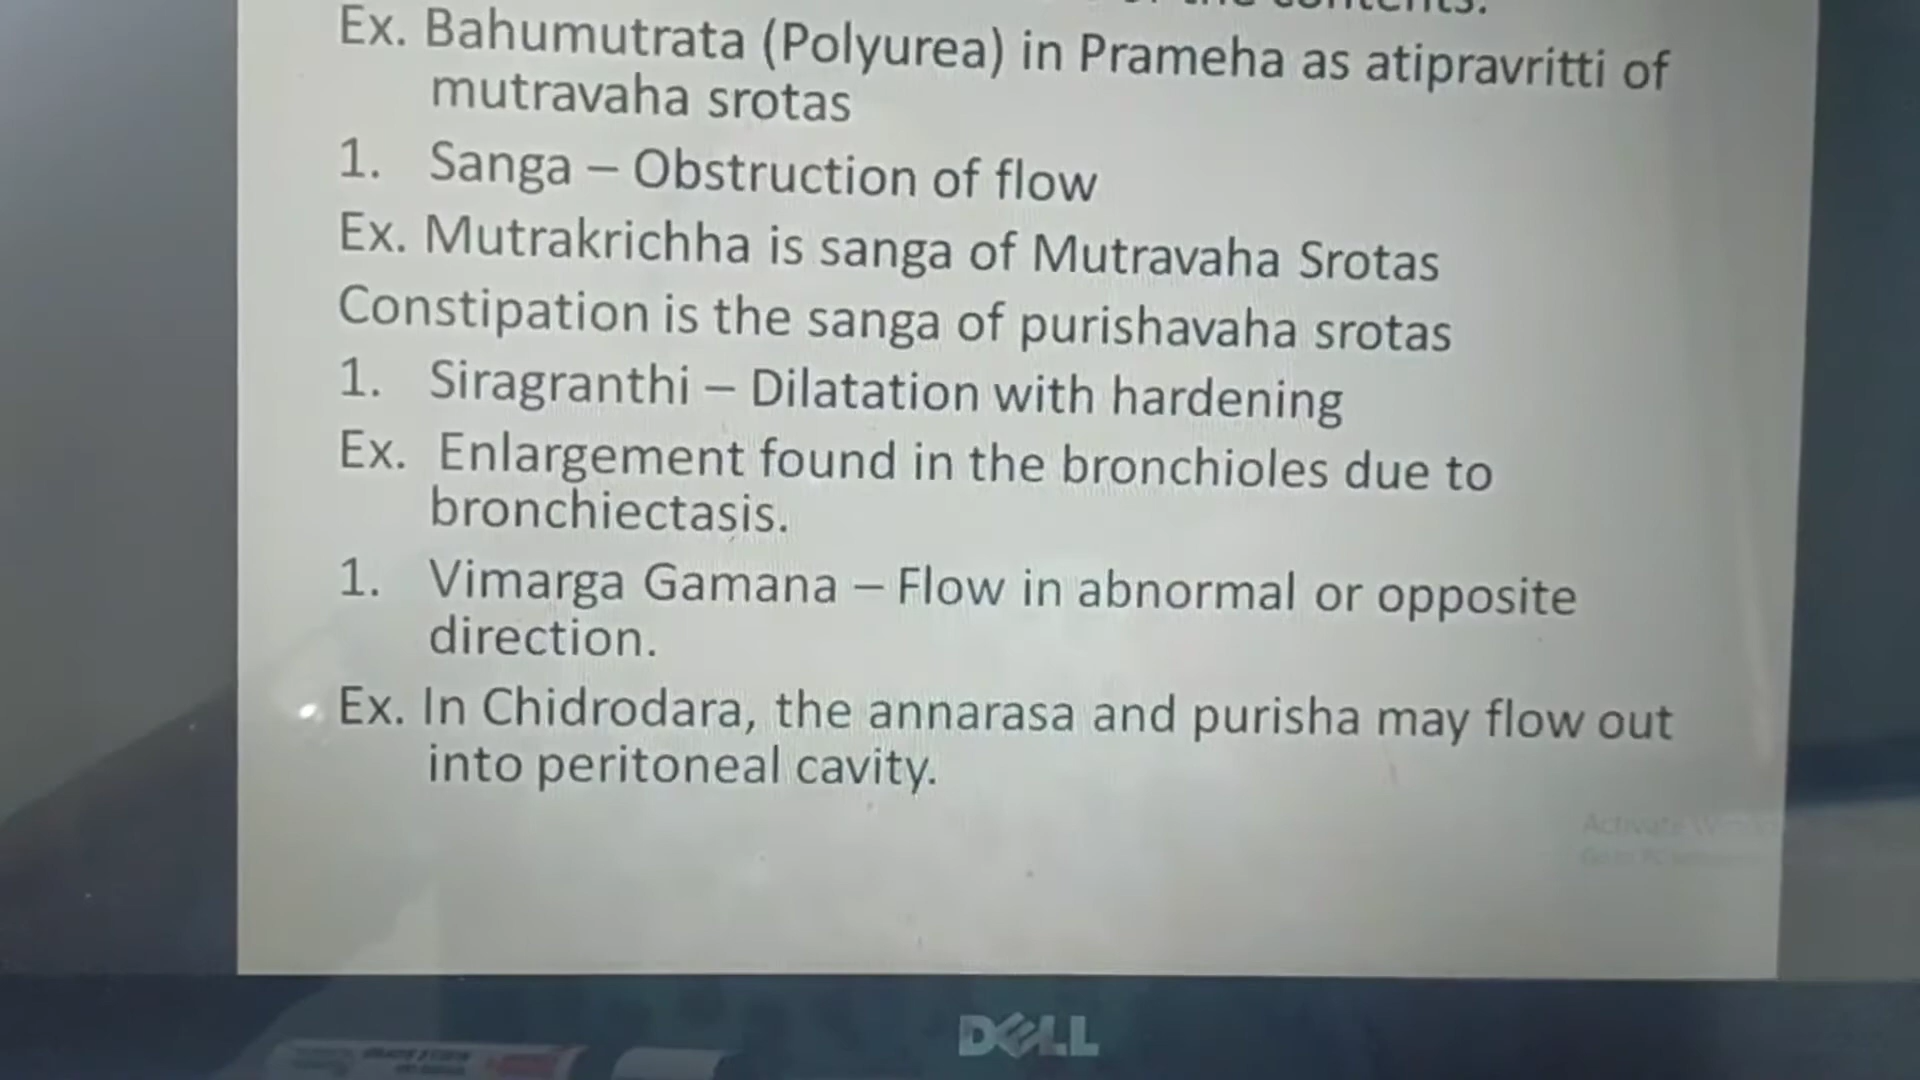 contents.
Ex. Bahumutrata (Polyurea) in Prameha as atipravritti of
mutravaha srotas
1. Sanga – Obstruction of flow
Ex. Mutrakrichha is sanga of Mutravaha Srotas
Constipation is the sanga of purishavaha srotas
1. Siragranthi – Dilatation with hardening
Ex. Enlargement found in the bronchioles due to
bronchiectasis.
1. Vimarga Gamana – Flow in abnormal or opposite
direction.
Ex. In Chidrodara, the annarasa and purisha may flow out
into peritoneal cavity.
Activate
DELL